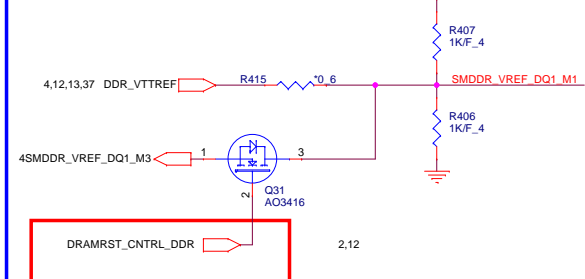 R407
1K/F_4
4,12,13,37 DDR_VTTREF
R415
*0_6
SMDDR_VREF_DQ1_M1
R406
1K/F_4
4SMDDR_VREF_DQ1_M3
1
3
2
Q31
AO3416
DRAMRST_CNTRL_DDR
2,12